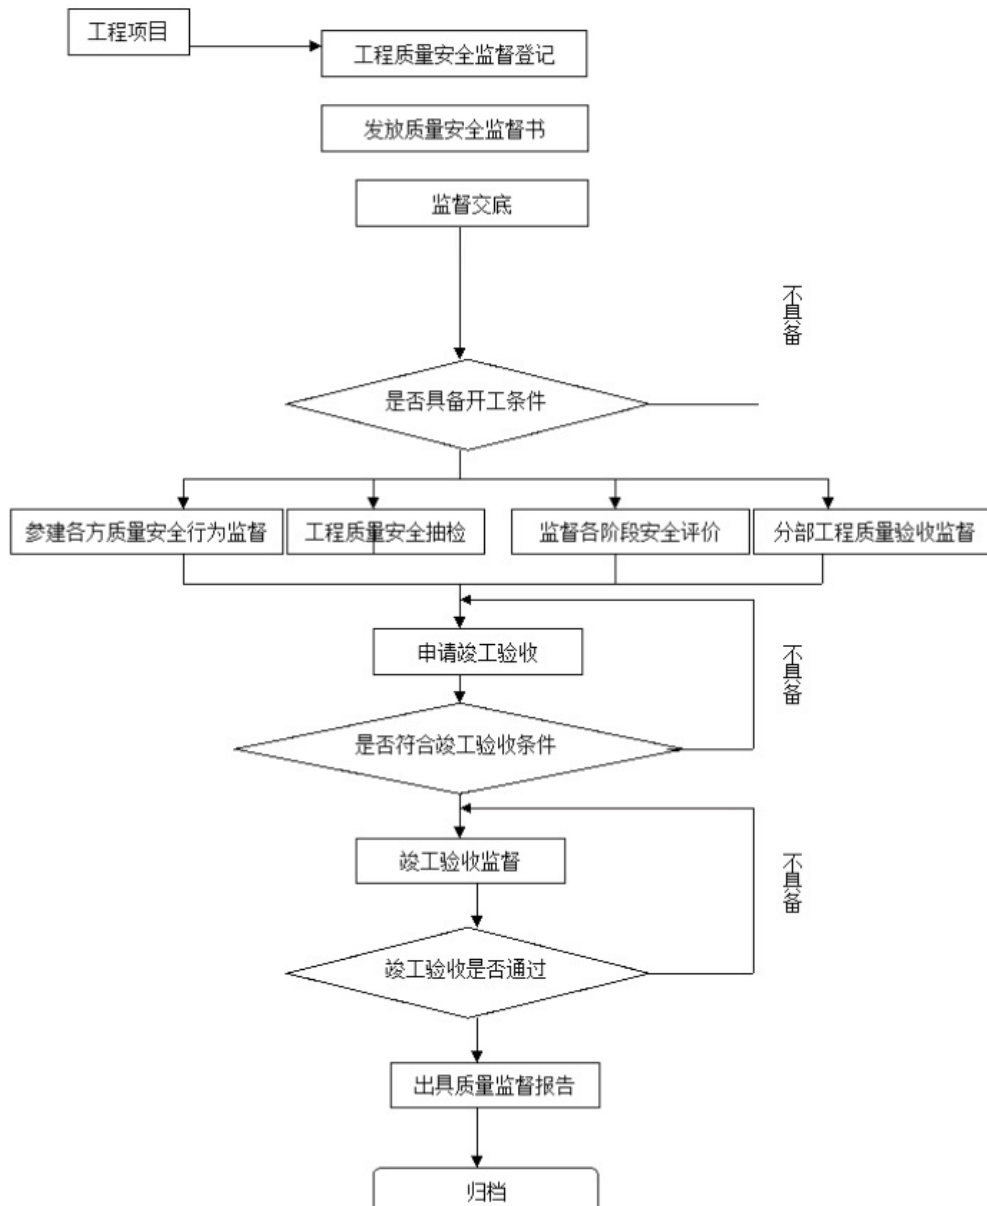 工程项目
工程质量安全监督登记
发放质量安全监督书
监督交底
不具备
是否具备开工条件
参建各方质量安全行为监督
工程质量安全抽检
监督各阶段安全评价
分部工程质量验收监督
申请竣工验收
不具备
是否符合竣工验收条件
竣工验收监督
不具备
竣工验收是否通过
出具质量监督报告
归档